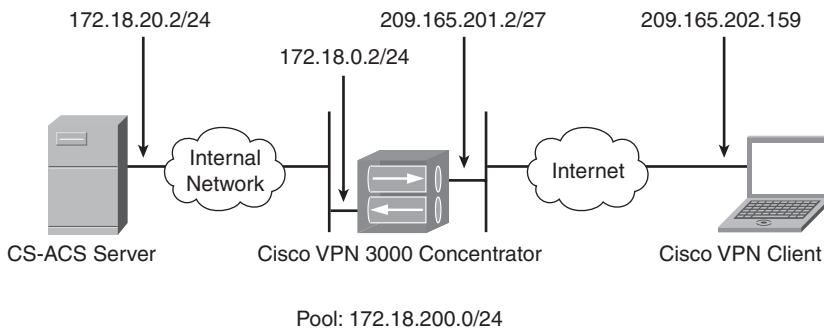 172.18.20.2/24
209.165.201.2/27
209.165.202.159
172.18.0.2/24
Internal
Network
Internet
CS-ACS Server
Cisco VPN 3000 Concentrator
Cisco VPN Client
Pool: 172.18.200.0/24